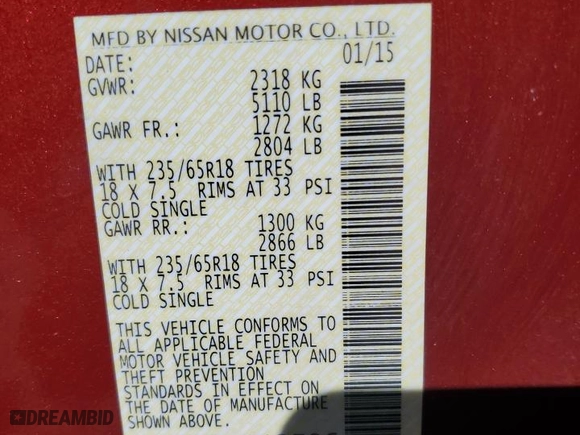 MFD BY NISSAN MOTOR CO., LTD.
DATE: 01/15
GVWR: 2318 KG
5110 LB
GAWR FR.: 1272 KG
2804 LB
WITH 235/65R18 TIRES
18 X 7.5 RIMS AT 33 PSI
COLD SINGLE
GAWR RR.: 1300 KG
2866 LB
WITH 235/65R18 TIRES
18 X 7.5 RIMS AT 33 PSI
COLD SINGLE
THIS VEHICLE CONFORMS TO
ALL APPLICABLE FEDERAL
MOTOR VEHICLE SAFETY AND
THEFT PREVENTION
STANDARDS IN EFFECT ON
THE DATE OF MANUFACTURE
SHOWN ABOVE.
DREAMBID